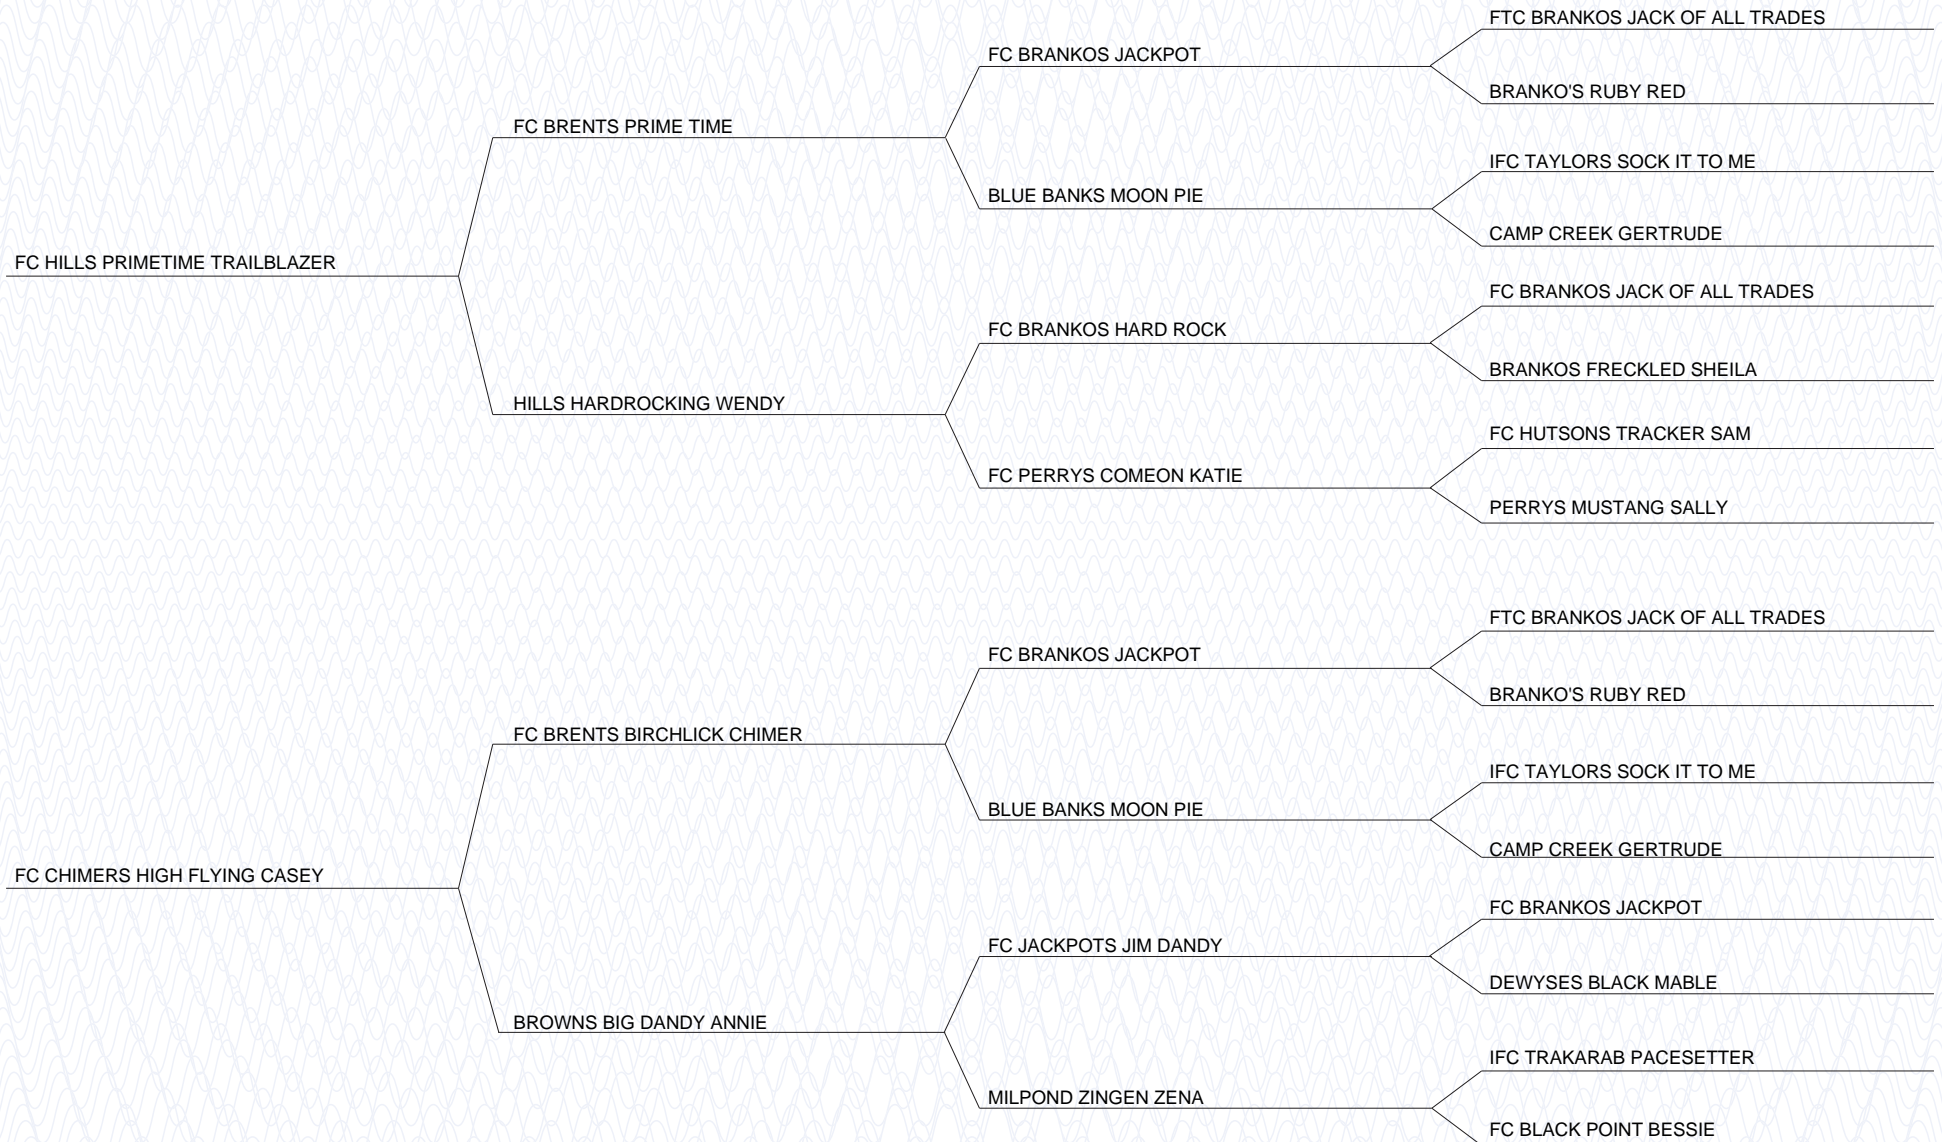 FTC BRANKOS JACK OF ALL TRADES
FC BRANKOS JACKPOT
BRANKO'S RUBY RED
FC BRENTS PRIME TIME
IFC TAYLORS SOCK IT TO ME
BLUE BANKS MOON PIE
CAMP CREEK GERTRUDE
FC HILLS PRIMETIME TRAILBLAZER
FC BRANKOS JACK OF ALL TRADES
FC BRANKOS HARD ROCK
BRANKOS FRECKLED SHEILA
HILLS HARDROCKING WENDY
FC HUTSONS TRACKER SAM
FC PERRYS COMEON KATIE
PERRYS MUSTANG SALLY
FTC BRANKOS JACK OF ALL TRADES
FC BRANKOS JACKPOT
BRANKO'S RUBY RED
FC BRENTS BIRCHLICK CHIMER
IFC TAYLORS SOCK IT TO ME
BLUE BANKS MOON PIE
CAMP CREEK GERTRUDE
FC CHIMERS HIGH FLYING CASEY
FC BRANKOS JACKPOT
FC JACKPOTS JIM DANDY
DEWYSES BLACK MABLE
BROWNS BIG DANDY ANNIE
IFC TRAKARAB PACESETTER
MILPOND ZINGEN ZENA
FC BLACK POINT BESSIE